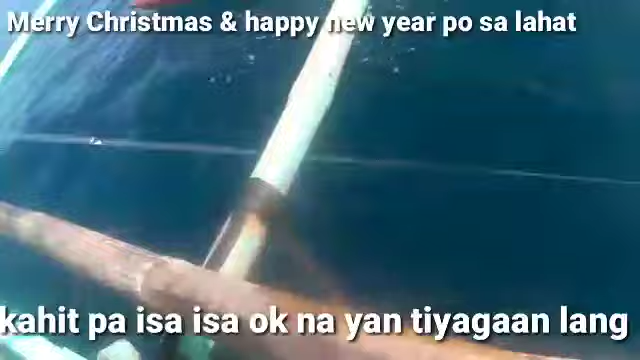 Merry Christmas & happy new year po sa lahat
kahit pa isa isa ok na yan tiyagaan lang